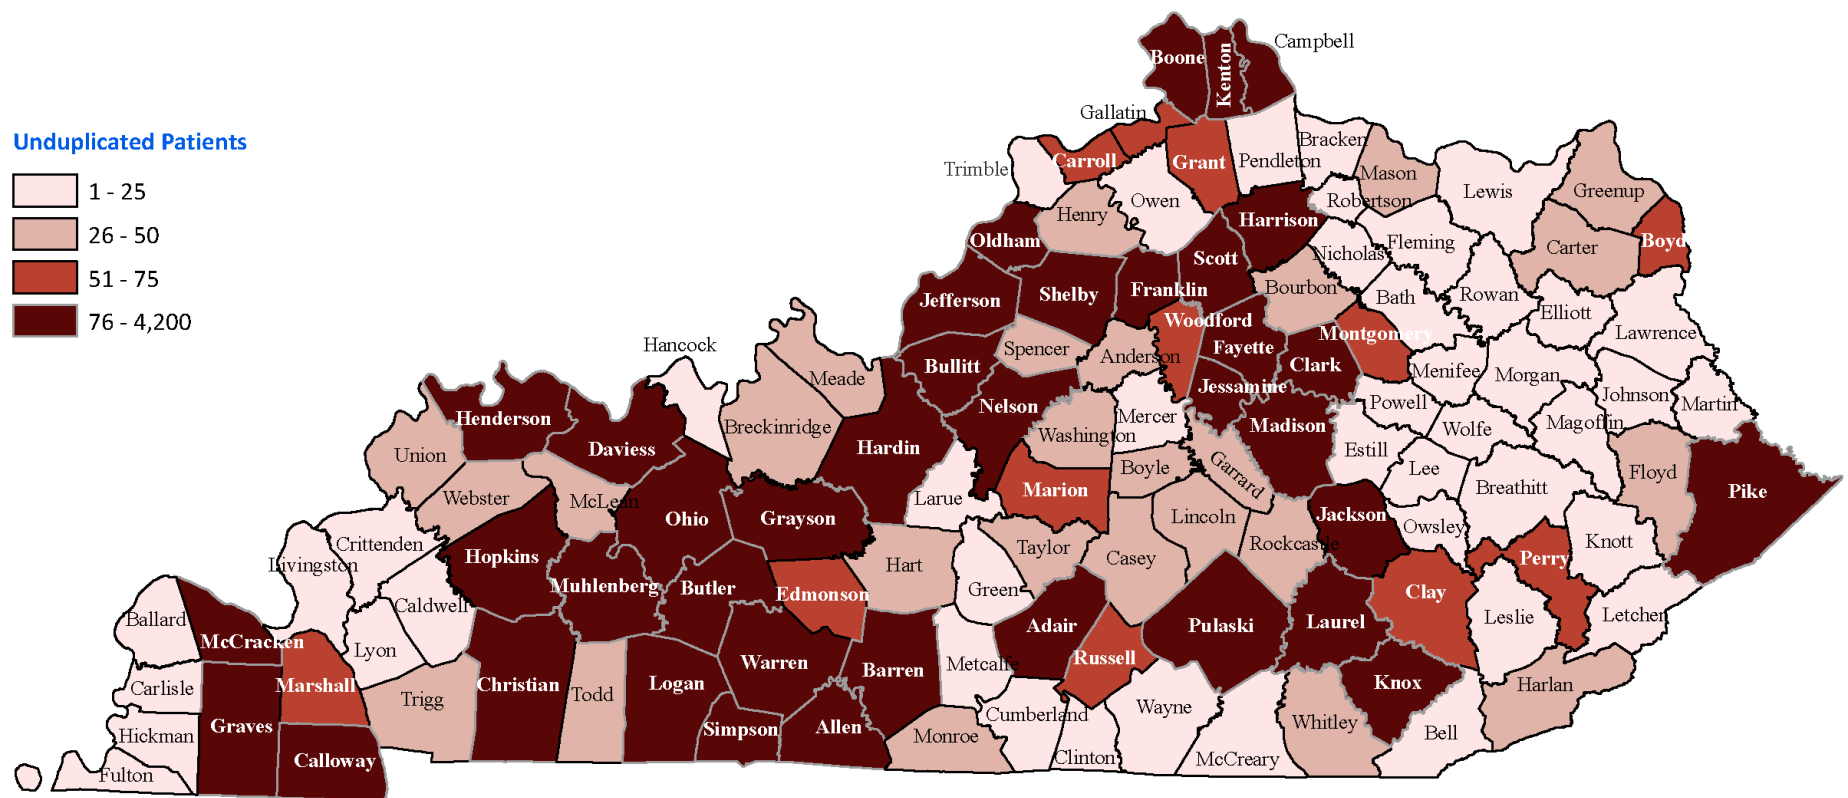 Unduplicated Patients
1 - 25
26 - 50
51 - 75
76 - 4,200
Boone
Kenton
Campbell
Gallatin
Carroll
Grant
Pendleton
Bracken
Trimble
Mason
Lewis
Greenup
Henry
Owen
Robertson
Harrison
Oldham
Scott
Nicholas
Fleming
Carter
Boyd
Jefferson
Shelby
Franklin
Bourbon
Bath
Rowan
Elliott
Lawrence
Woodford
Montgomery
Hancock
Spencer
Anderson
Fayette
Clark
Menifee
Morgan
Bullitt
Meade
Jessamine
Johnson
Martin
Nelson
Mercer
Powell
Magoffin
Henderson
Breckinridge
Washington
Madison
Wolfe
Daviess
Hardin
Estill
Union
Boyle
Garrard
Lee
Floyd
Webster
McLean
Larue
Marion
Breathitt
Pike
Ohio
Grayson
Lincoln
Jackson
Owsley
Crittenden
Taylor
Rockcastle
Knott
Livingston
Hopkins
Hart
Casey
Perry
Muhlenberg
Butler
Edmonson
Green
Clay
Caldwell
Ballard
Leslie
Letcher
McCracken
Adair
Pulaski
Laurel
Lyon
Warren
Barren
Metcalfe
Russell
Carlisle
Marshall
Trigg
Christian
Todd
Logan
Knox
Harlan
Hickman
Graves
Simpson
Allen
Cumberland
Wayne
Whitley
Bell
Monroe
Fulton
Calloway
Clinton
McCreary